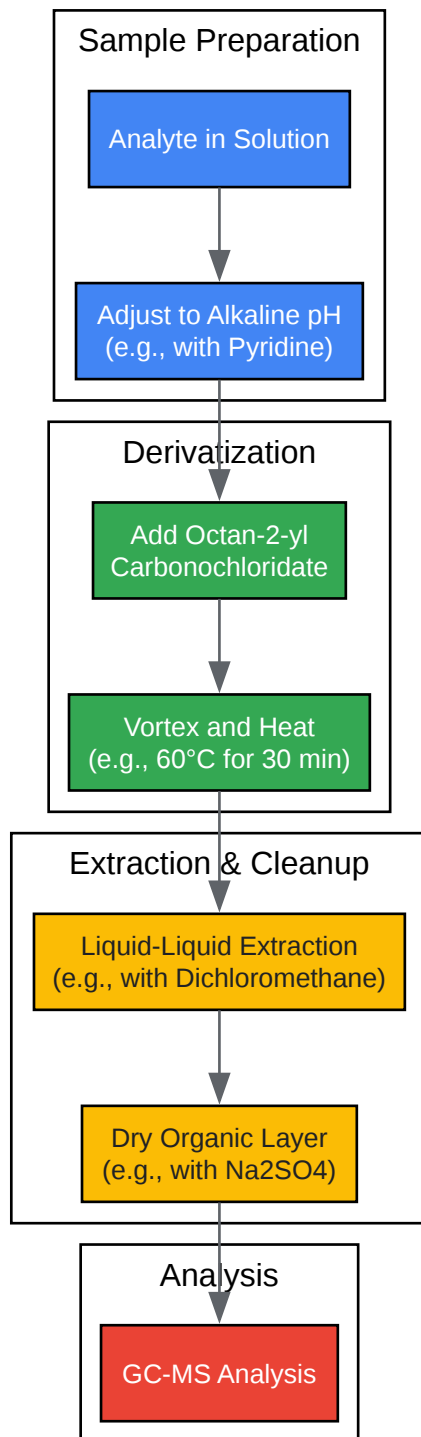 Sample Preparation
Analyte in Solution
Adjust to Alkaline pH
(e.g., with Pyridine)
Derivatization
Add Octan-2-yl
Carbonochloridate
Vortex and Heat
(e.g., 60°C for 30 min)
Extraction & Cleanup
Liquid-Liquid Extraction
(e.g., with Dichloromethane)
Dry Organic Layer
(e.g., with Na2SO4)
Analysis
GC-MS Analysis